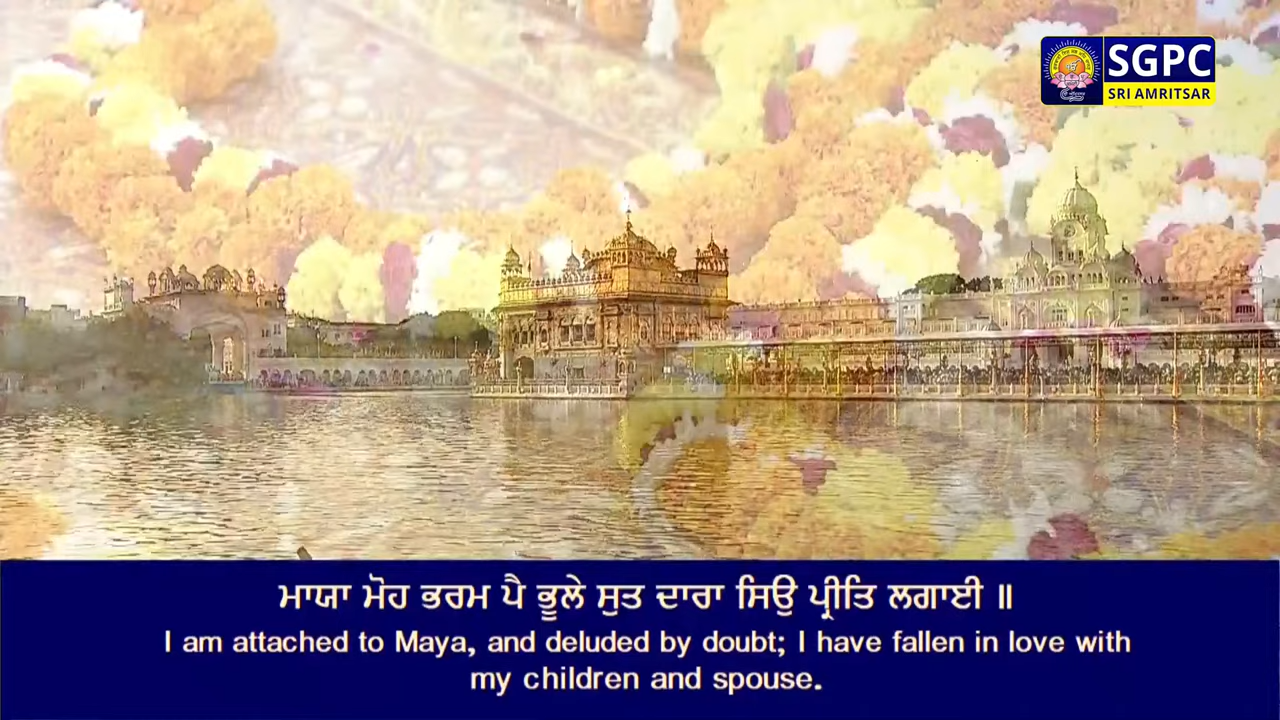 SGPC
SRI AMRITSAR
ਮਾਯਾ ਮੋਹ ਭਰਮ ਪੈ ਭੂਲੇ ਸੁਤ ਦਾਰਾ ਸਿਉ ਪ੍ਰੀਤਿ ਲਗਾਈ ॥
I am attached to Maya, and deluded by doubt; I have fallen in love with
my children and spouse.